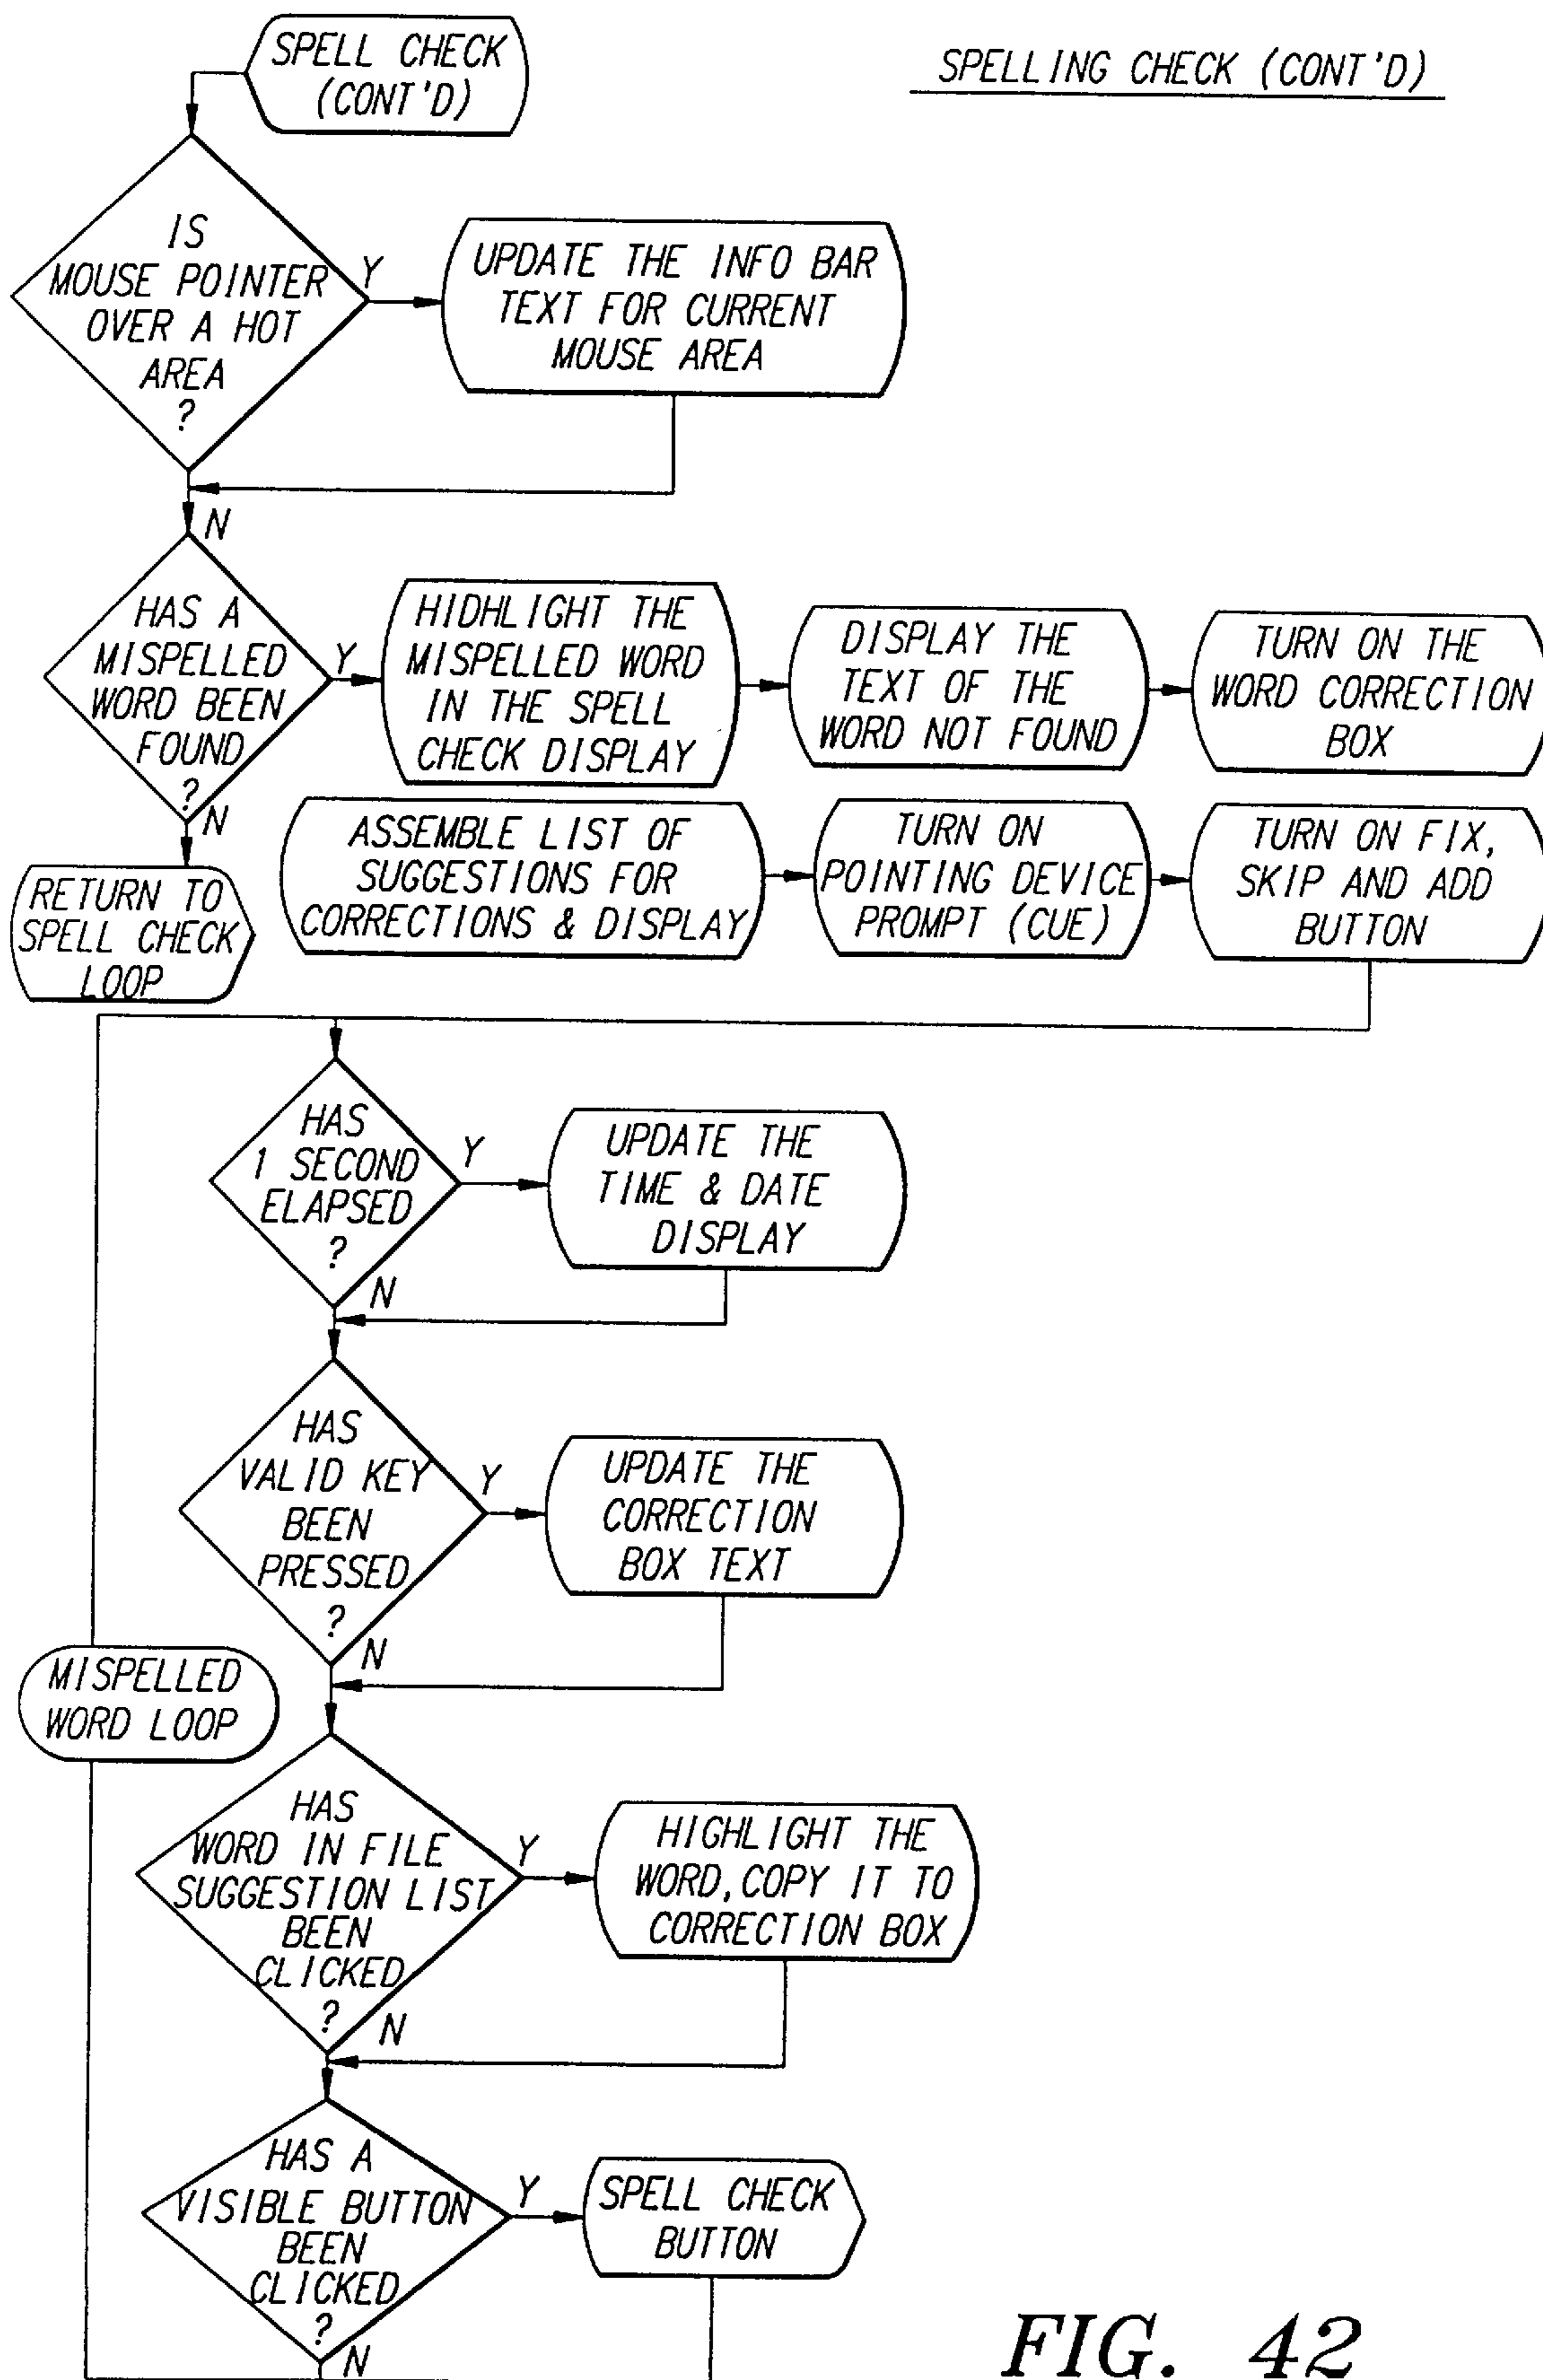 SPELL CHECK
(CONT'D)
SPELLING CHECK (CONT'D)
IS
MOUSE POINTER
OVER A HOT
AREA
?
Y
UPDATE THE INFO BAR
TEXT FOR CURRENT
MOUSE AREA
N
HAS A
MISPELLED
WORD BEEN
FOUND
?
Y
HIDHLIGHT THE
MISPELLED WORD
IN THE SPELL
CHECK DISPLAY
DISPLAY THE
TEXT OF THE
WORD NOT FOUND
TURN ON THE
WORD CORRECTION
BOX
N
RETURN TO
SPELL CHECK
LOOP
ASSEMBLE LIST OF
SUGGESTIONS FOR
CORRECTIONS & DISPLAY
TURN ON
POINTING DEVICE
PROMPT (CUE)
TURN ON FIX,
SKIP AND ADD
BUTTON
HAS
1 SECOND
ELAPSED
?
Y
UPDATE THE
TIME & DATE
DISPLAY
N
HAS
VALID KEY
BEEN
PRESSED
?
Y
UPDATE THE
CORRECTION
BOX TEXT
N
MISPELLED
WORD LOOP
HAS
WORD IN FILE
SUGGESTION LIST
BEEN
CLICKED
?
Y
HIGHLIGHT THE
WORD, COPY IT TO
CORRECTION BOX
N
HAS A
VISIBLE BUTTON
BEEN
CLICKED
?
Y
SPELL CHECK
BUTTON
N
FIG. 42